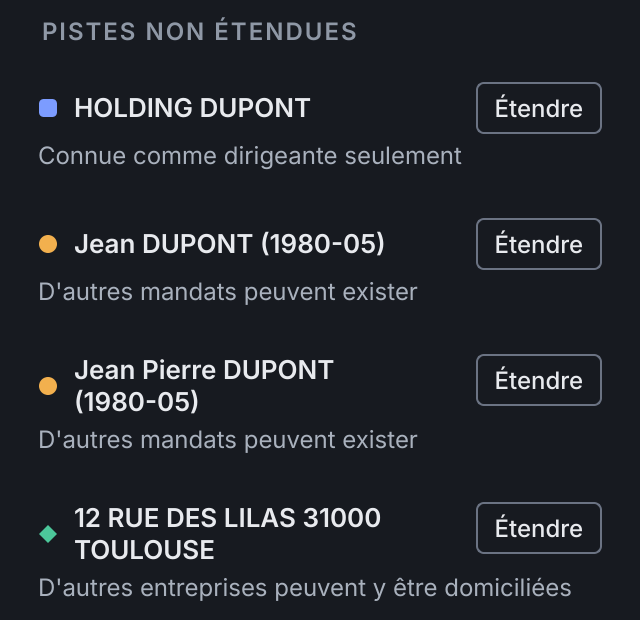 PISTES NON ÉTENDUES
HOLDING DUPONT
Étendre
Connue comme dirigeante seulement
Jean DUPONT (1980-05)
Étendre
D'autres mandats peuvent exister
Jean Pierre DUPONT
(1980-05)
Étendre
D'autres mandats peuvent exister
12 RUE DES LILAS 31000
TOULOUSE
Étendre
D'autres entreprises peuvent y être domiciliées